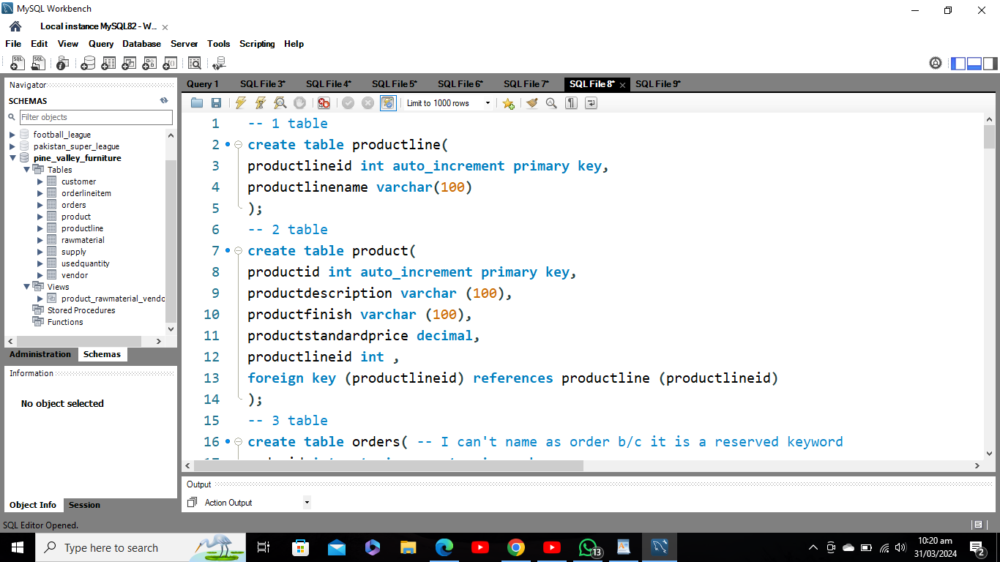 MySQL Workbench
Local instance MySQL82 - W...
File Edit View Query Database Server Tools Scripting Help
Navigator
SCHEMAS
Filter objects
football_league
pakistan_super_league
pine_valley_furniture
Tables
customer
orderlineitem
orders
product
productline
rawmaterial
supply
usedquantity
vendor
Views
product_rawmaterial_vendo
Stored Procedures
Functions
Administration Schemas
Information
No object selected
Object Info Session
Query 1 SQL File 3* SQL File 4* SQL File 5* SQL File 6* SQL File 7* SQL File 8* SQL File 9*
Limit to 1000 rows
1 -- 1 table
2 create table productline(
3 productlineid int auto_increment primary key,
4 productlinename varchar(100)
5 );
6 -- 2 table
7 create table product(
8 productid int auto_increment primary key,
9 productdescription varchar (100),
10 productfinish varchar (100),
11 productstandardprice decimal,
12 productlineid int ,
13 foreign key (productlineid) references productline (productlineid)
14 );
15 -- 3 table
16 create table orders( -- I can't name as order b/c it is a reserved keyword
Output
Action Output
SQL Editor Opened.
Type here to search
13
10:20 am
31/03/2024
2